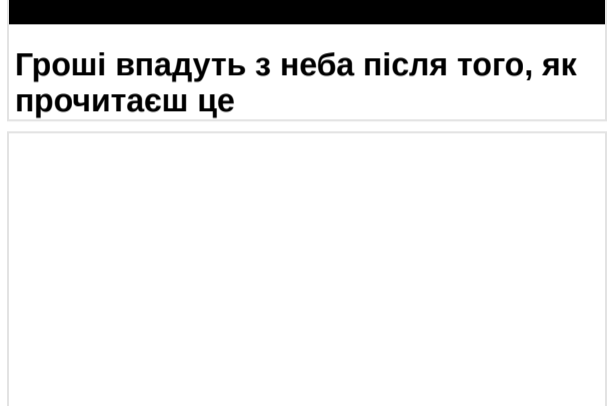 Гроші впадуть з неба після того, як
прочитаєш це